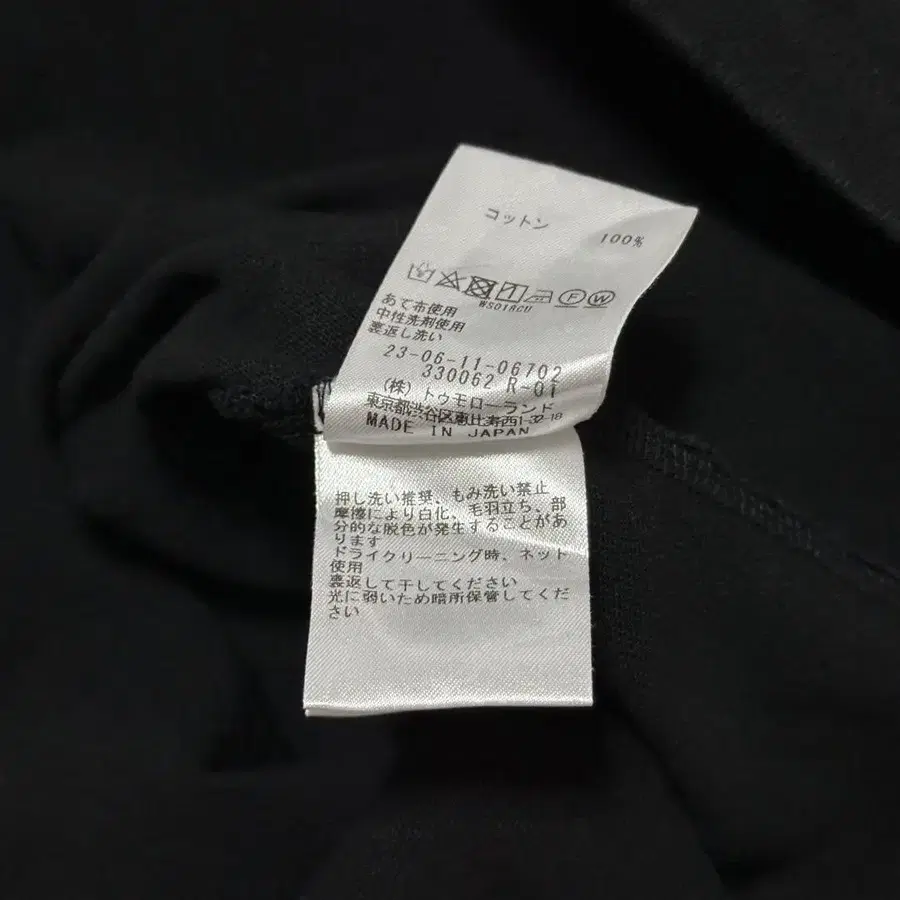 コットン
100%
WS018CU
あて布使用
中性洗剤使用
裏返し洗い
23-06-11-06702
330062 R-01
(株) トゥモローランド
東京都渋谷区恵比寿西1-32-18
MADE IN JAPAN
押し洗い推奨、もみ洗い禁止
摩擦により白化、毛羽立ち、部
分的な脱色が発生することがあ
ります
ドライクリーニング時、ネット
使用
裏返して干してください
光に弱いため暗所保管してくだ
さい